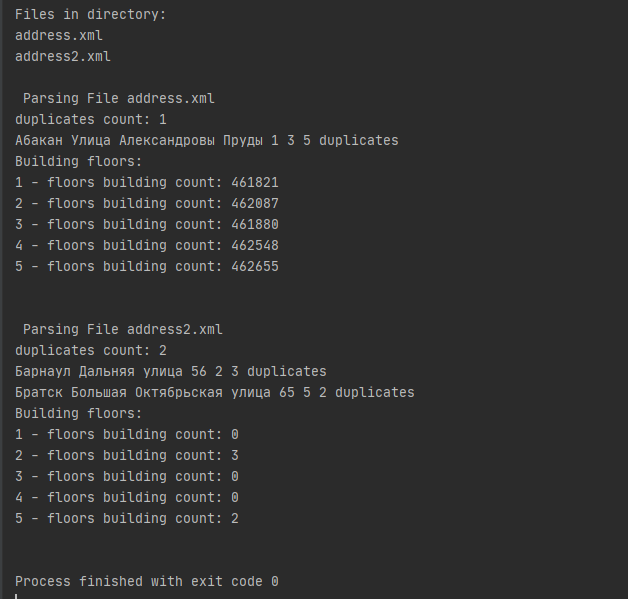 Files in directory:
address.xml
address2.xml
Parsing File address.xml
duplicates count: 1
Абакан Улица Александровы Пруды 1 3 5 duplicates
Building floors:
1 - floors building count: 461821
2 - floors building count: 462087
3 - floors building count: 461880
4 - floors building count: 462548
5 - floors building count: 462655
Parsing File address2.xml
duplicates count: 2
Барнаул Дальняя улица 56 2 3 duplicates
Братск Большая Октябрьская улица 65 5 2 duplicates
Building floors:
1 - floors building count: 0
2 - floors building count: 3
3 - floors building count: 0
4 - floors building count: 0
5 - floors building count: 2
Process finished with exit code 0